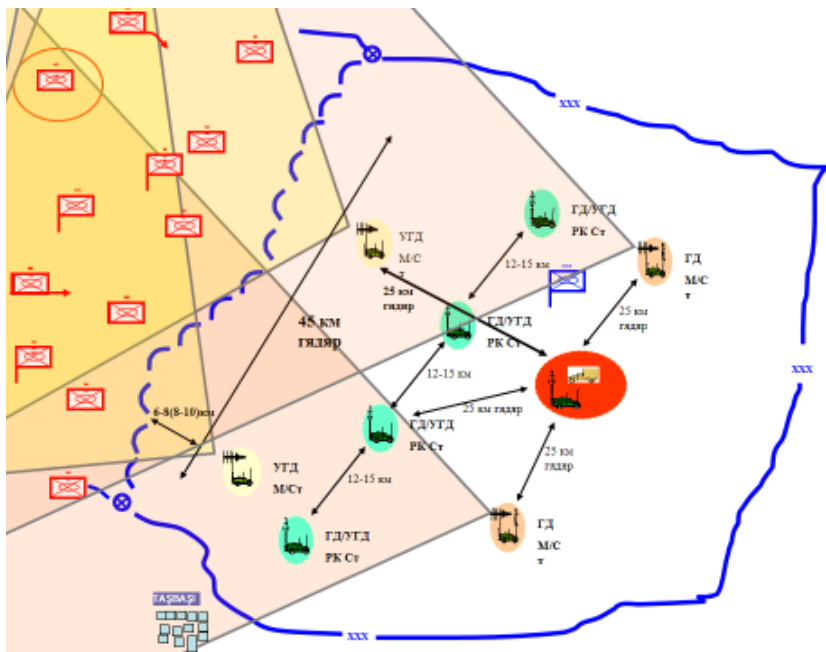 xxx
ГД/УГД
РК Ст
УГД
М/С
т
12-15 км
ГД
М/С
т
25 км
гядяр
25 км
гядяр
45 км
гядяр
ГД/УГД
РК Ст
xxx
12-15 км
6-8(8-10)км
25 км гядяр
ГД/УГД
РК Ст
25 км
гядяр
УГД
М/Ст
12-15 км
ГД
М/С
т
ГД/УГД
РК Ст
TAŞBAŞI
xxx